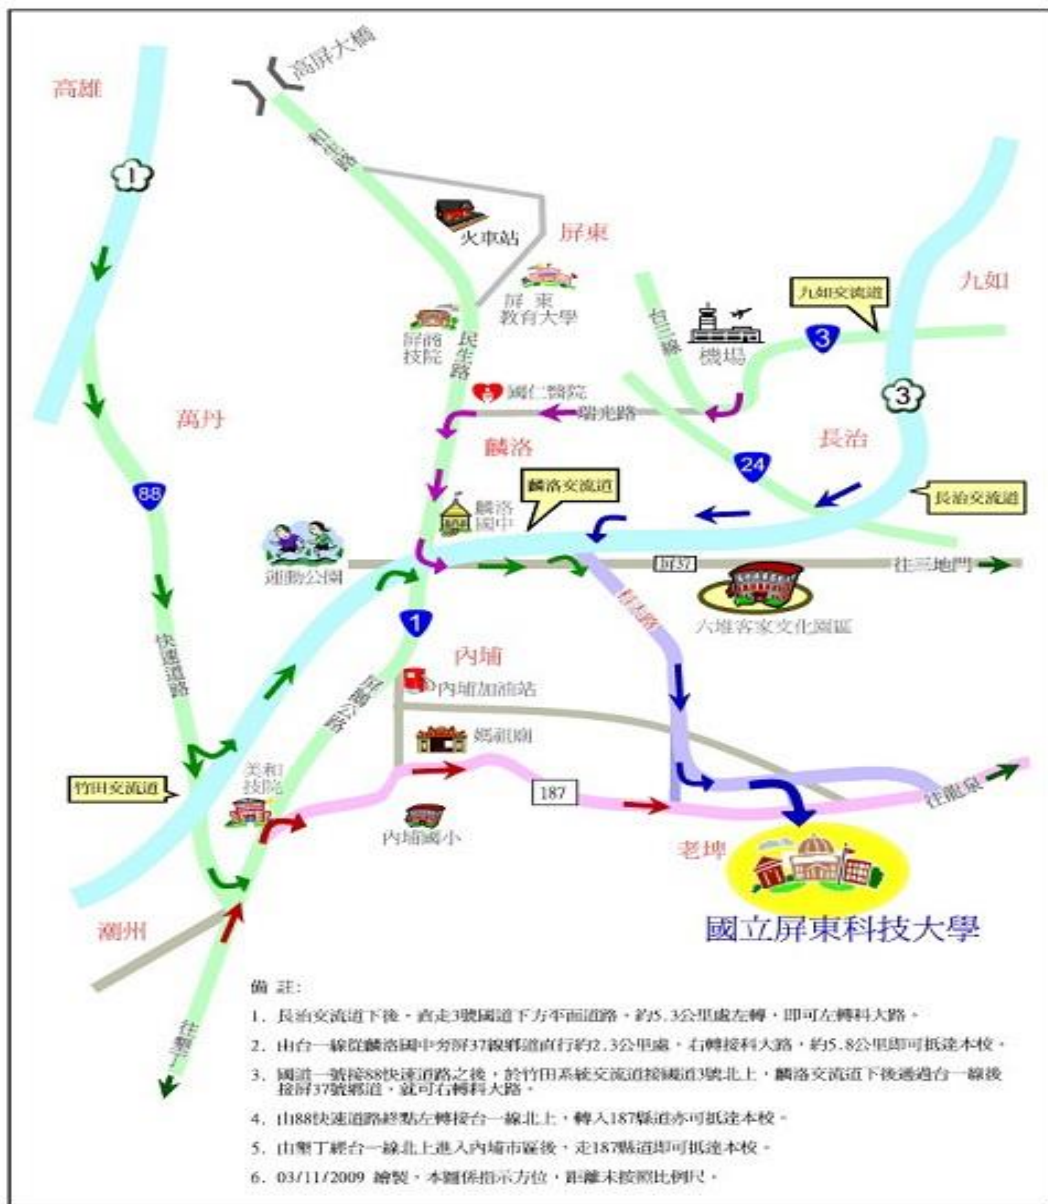 高屏大橋
高雄
1
和生路
火車站
屏東
屏東
教育大學
屏商
技院
民生路
台三線
機場
九如交流道
九如
3
3
國仁醫院
瑞光路
萬丹
麟洛
24
長治
88
麟洛
國中
麟洛交流道
長治交流道
運動公園
屏37
往三地門
1
科大路
六堆客家文化園區
快速道路
內埔
屏鵝公路
內埔加油站
媽祖廟
竹田交流道
美和
技院
187
內埔國小
往龍泉
老埤
國立屏東科技大學
潮州
往墾丁
備 註:
1. 長治交流道下後，直走3號國道下方平面道路，約5.3公里處左轉，即可左轉科大路。
2. 由台一線從麟洛國中旁屏37線鄉道直行約2.3公里處，右轉接科大路，約5.8公里即可抵達本校。
3. 國道一號接88快速道路之後，於竹田系統交流道接國道3號北上，麟洛交流道下後通過台一線後
接屏37號鄉道，就可右轉科大路。
4. 由88快速道路終點左轉接台一線北上，轉入187縣道亦可抵達本校。
5. 由墾丁經台一線北上進入內埔市區後，走187縣道即可抵達本校。
6. 03/11/2009 繪製，本圖係指示方位，距離未按照比例尺。